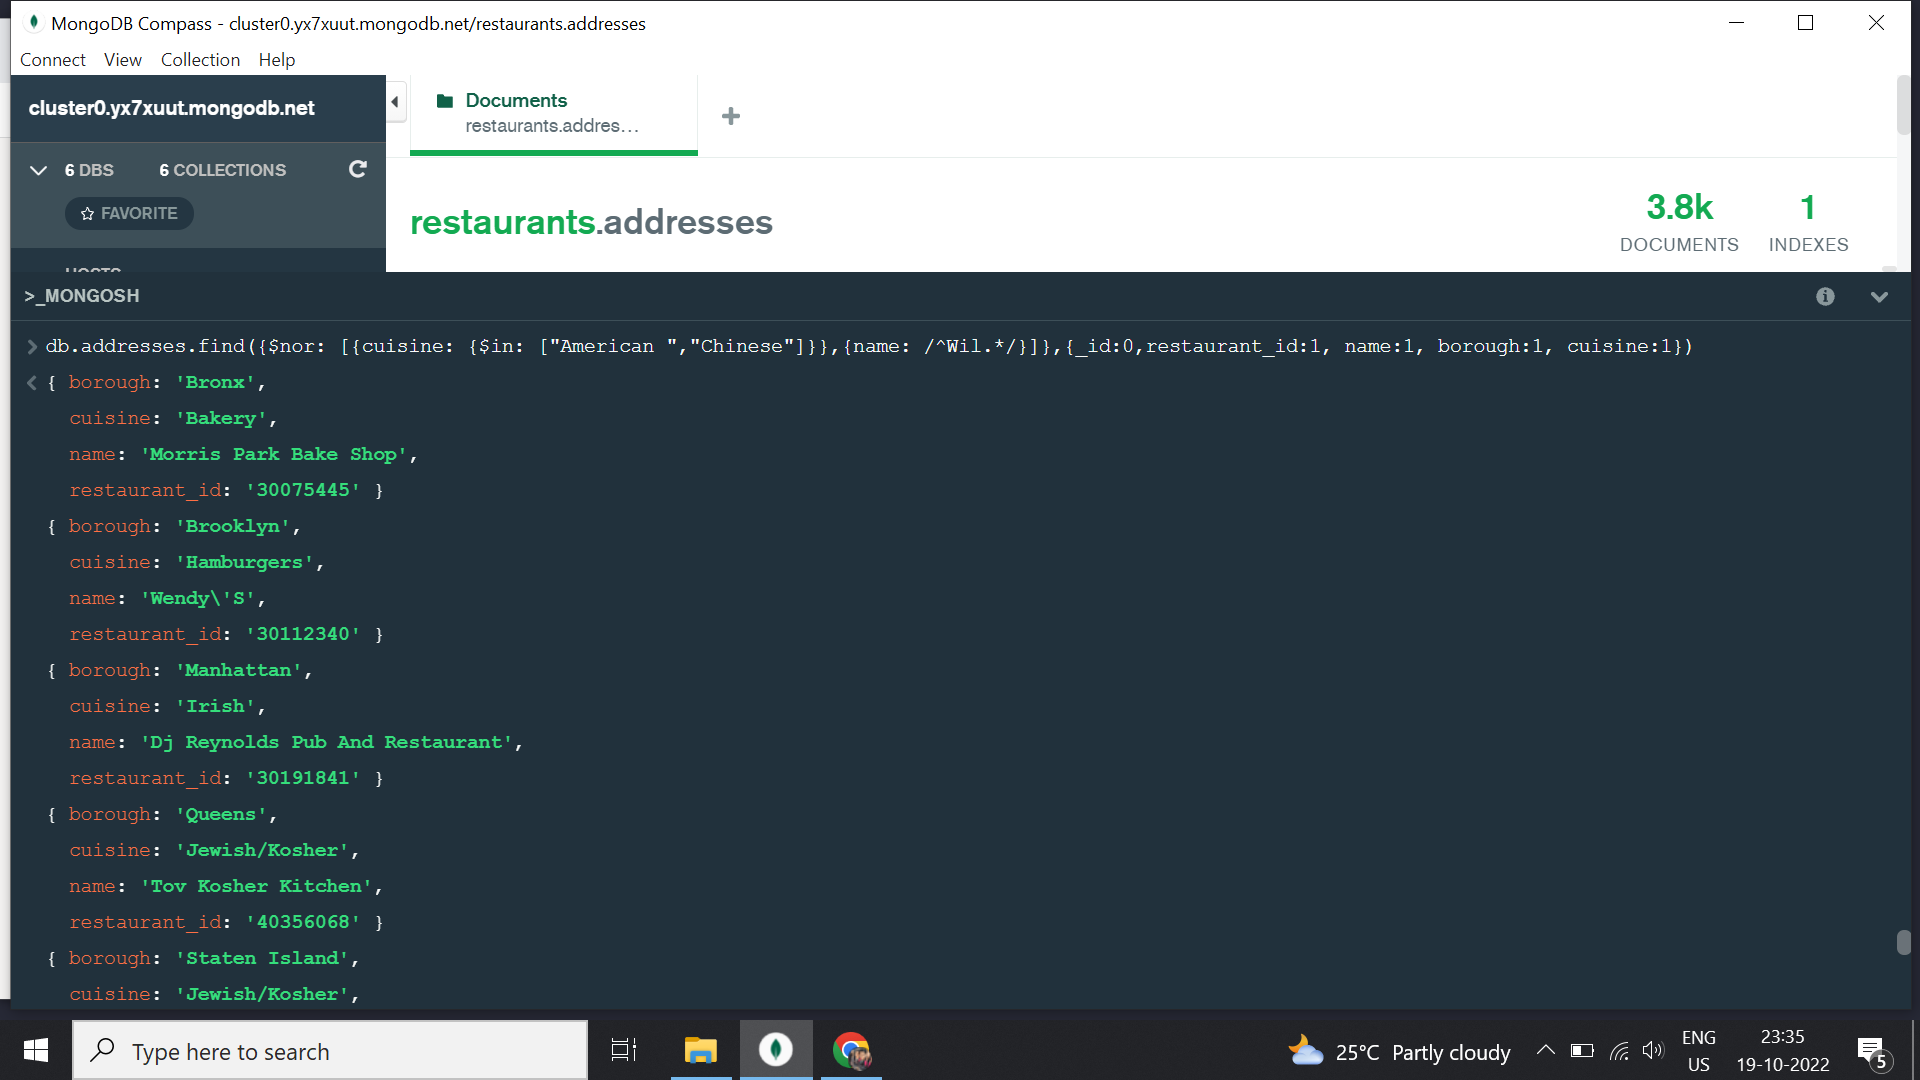 MongoDB Compass - cluster0.yx7xuut.mongodb.net/restaurants.addresses
Connect View Collection Help
cluster0.yx7xuut.mongodb.net
Documents
restaurants.addres...
6 DBS 6 COLLECTIONS
FAVORITE
HOSTS
restaurants.addresses
3.8k
DOCUMENTS
1
INDEXES
>_MONGOSH
db.addresses.find({$nor: [{cuisine: {$in: ["American ","Chinese"]}},{name: /^Wil.*/}]},{_id:0,restaurant_id:1, name:1, borough:1, cuisine:1})
{ borough: 'Bronx',
cuisine: 'Bakery',
name: 'Morris Park Bake Shop',
restaurant_id: '30075445' }
{ borough: 'Brooklyn',
cuisine: 'Hamburgers',
name: 'Wendy\'S',
restaurant_id: '30112340' }
{ borough: 'Manhattan',
cuisine: 'Irish',
name: 'Dj Reynolds Pub And Restaurant',
restaurant_id: '30191841' }
{ borough: 'Queens',
cuisine: 'Jewish/Kosher',
name: 'Tov Kosher Kitchen',
restaurant_id: '40356068' }
{ borough: 'Staten Island',
cuisine: 'Jewish/Kosher',
Type here to search
25°C Partly cloudy
ENG
US
23:35
19-10-2022
5